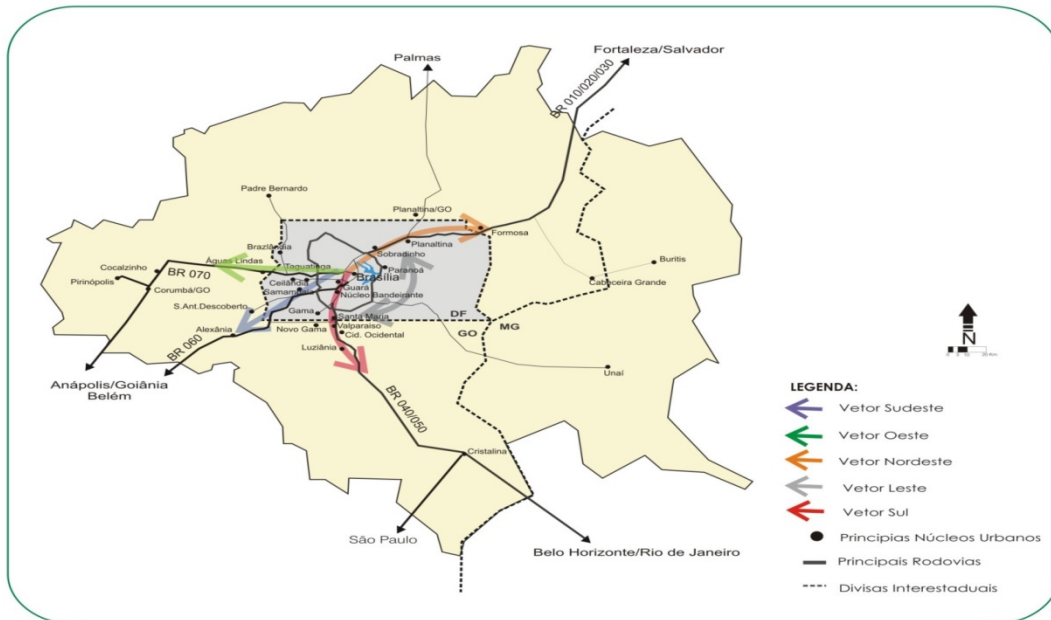 Fortaleza/Salvador
Palmas
BR 010/020/030
Padre Bernardo
Planaltina/GO
Formosa
Planaltina
Brazlândia
Sobradinho
Buritis
Águas Lindas
Taguatinga
Paranoá
Cocalzinho
BR 070
Brasília
Cabeceira Grande
Pirinópolis
Ceilândia
Guará
Corumbá/GO
Samambaia
Núcleo Bandeirante
S.Ant.Descoberto
Gama
Santa Maria
DF
Alexânia
Novo Gama
Valparaiso
GO
MG
Cid. Ocidental
Luziânia
BR 060
Unaí
N
Anápolis/Goiânia
Belém
BR 040/050
Cristalina
São Paulo
Belo Horizonte/Rio de Janeiro
LEGENDA:
Vetor Sudeste
Vetor Oeste
Vetor Nordeste
Vetor Leste
Vetor Sul
Principias Núcleos Urbanos
Principais Rodovias
Divisas Interestaduais